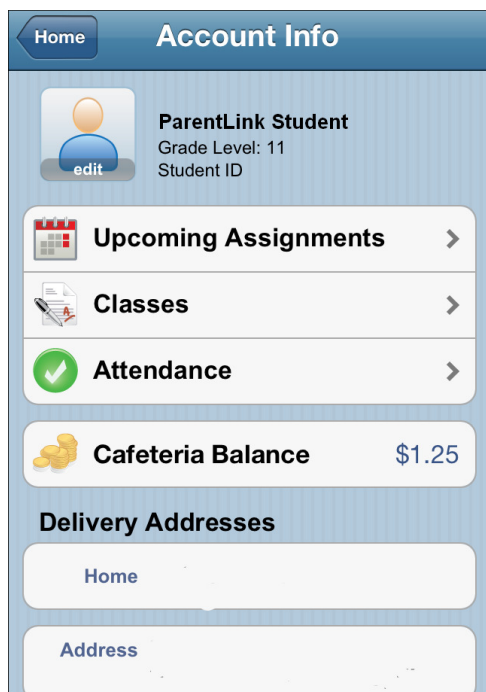 Home
Account Info
ParentLink Student
Grade Level: 11
Student ID
edit
Upcoming Assignments
Classes
Attendance
Cafeteria Balance $1.25
Delivery Addresses
Home
Address